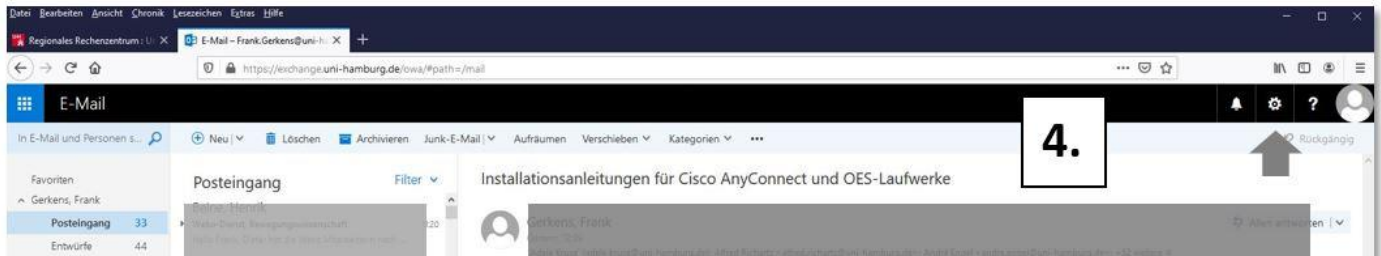 Datei Bearbeiten Ansicht Chronik Lesezeichen Extras Hilfe
Regionales Rechenzentrum : U
E-Mail – Frank.Gerkens@uni-h
https://exchange.uni-hamburg.de/owa/#path=/mail
E-Mail
?
4.
In E-Mail und Personen s...
Neu
Löschen
Archivieren
Junk-E-Mail
Aufräumen
Verschieben
Kategorien
Rückgängig
Favoriten
Gerkens, Frank
Posteingang 33
Entwürfe 44
Posteingang
Filter
Beine, Henrik
Installationsanleitungen für Cisco AnyConnect und OES-Laufwerke
Gerkens, Frank
Allen antworten